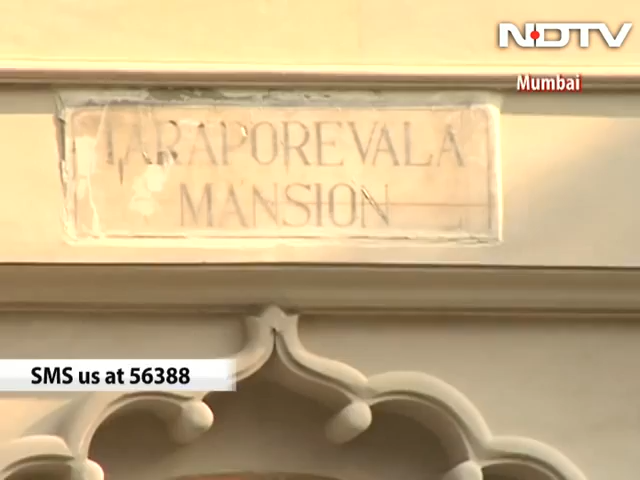 NDTV
Mumbai
TARAPOREVALA
MANSION
SMS us at 56388